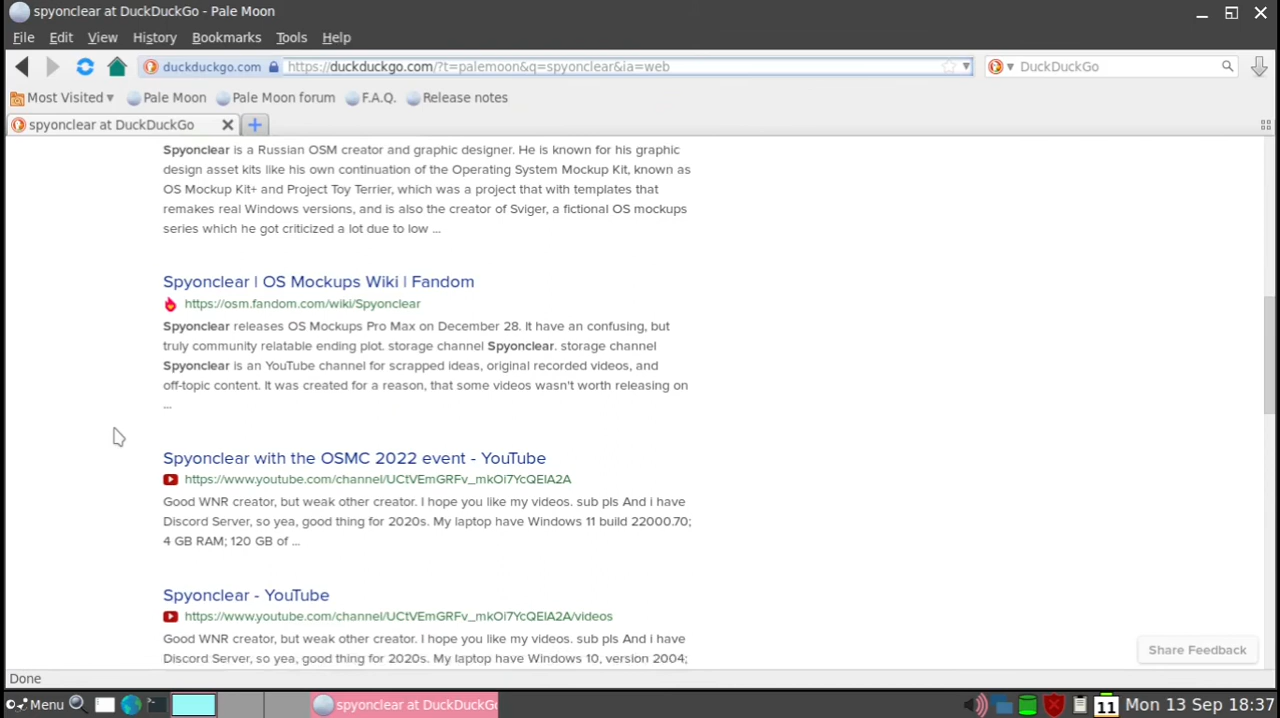 spyonclear at DuckDuckGo - Pale Moon
File Edit View History Bookmarks Tools Help
duckduckgo.com https://duckduckgo.com/?t=palemoon&q=spyonclear&ia=web DuckDuckGo
Most Visited Pale Moon Pale Moon forum F.A.Q. Release notes
spyonclear at DuckDuckGo
Spyonclear is a Russian OSM creator and graphic designer. He is known for his graphic
design asset kits like his own continuation of the Operating System Mockup Kit, known as
OS Mockup Kit+ and Project Toy Terrier, which was a project that with templates that
remakes real Windows versions, and is also the creator of Sviger, a fictional OS mockups
series which he got criticized a lot due to low ...
Spyonclear | OS Mockups Wiki | Fandom
https://osm.fandom.com/wiki/Spyonclear
Spyonclear releases OS Mockups Pro Max on December 28. It have an confusing, but
truly community relatable ending plot. storage channel Spyonclear. storage channel
Spyonclear is an YouTube channel for scrapped ideas, original recorded videos, and
off-topic content. It was created for a reason, that some videos wasn't worth releasing on
...
Spyonclear with the OSMC 2022 event - YouTube
https://www.youtube.com/channel/UCtVEmGRFv_mkOi7YcQEIA2A
Good WNR creator, but weak other creator. I hope you like my videos. sub pls And i have
Discord Server, so yea, good thing for 2020s. My laptop have Windows 11 build 22000.70;
4 GB RAM; 120 GB of ...
Spyonclear - YouTube
https://www.youtube.com/channel/UCtVEmGRFv_mkOi7YcQEIA2A/videos
Good WNR creator, but weak other creator. I hope you like my videos. sub pls And i have
Discord Server, so yea, good thing for 2020s. My laptop have Windows 10, version 2004;
Share Feedback
Done
Menu spyonclear at DuckDuckG 11 Mon 13 Sep 18:37